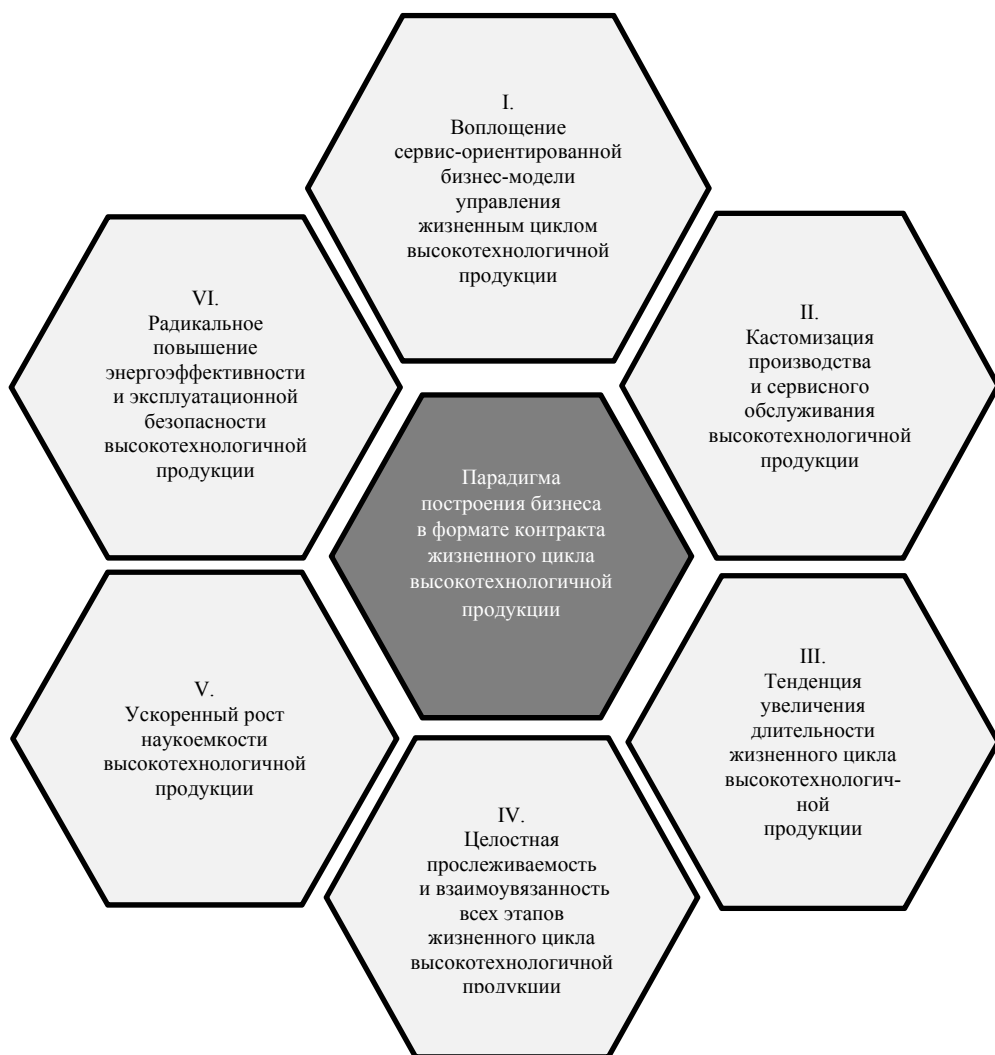 I.
Воплощение
сервис-ориентированной
бизнес-модели
управления
жизненным циклом
высокотехнологичной
продукции
II.
Кастомизация
производства
и сервисного
обслуживания
высокотехнологичной
продукции
III.
Тенденция
увеличения
длительности
жизненного цикла
высокотехнологич-
ной
продукции
IV.
Целостная
прослеживаемость
и взаимоувязанность
всех этапов
жизненного цикла
высокотехнологичной
продукции
V.
Ускоренный рост
наукоемкости
высокотехнологичной
продукции
VI.
Радикальное
повышение
энергоэффективности
и эксплуатационной
безопасности
высокотехнологичной
продукции
Парадигма
построения бизнеса
в формате контракта
жизненного цикла
высокотехнологичной
продукции